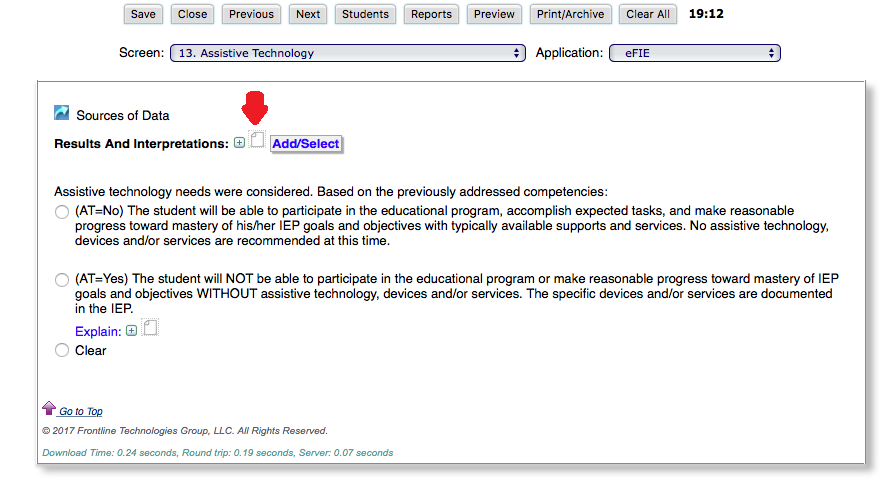 Save Close Previous Next Students Reports Preview Print/Archive Clear All 19:12
Screen: 13. Assistive Technology Application: eFIE
Sources of Data
Results And Interpretations: Add/Select
Assistive technology needs were considered. Based on the previously addressed competencies:
(AT=No) The student will be able to participate in the educational program, accomplish expected tasks, and make reasonable
progress toward mastery of his/her IEP goals and objectives with typically available supports and services. No assistive technology,
devices and/or services are recommended at this time.
(AT=Yes) The student will NOT be able to participate in the educational program or make reasonable progress toward mastery of IEP
goals and objectives WITHOUT assistive technology, devices and/or services. The specific devices and/or services are documented
in the IEP.
Explain:
Clear
Go to Top
© 2017 Frontline Technologies Group, LLC. All Rights Reserved.
Download Time: 0.24 seconds, Round trip: 0.19 seconds, Server: 0.07 seconds